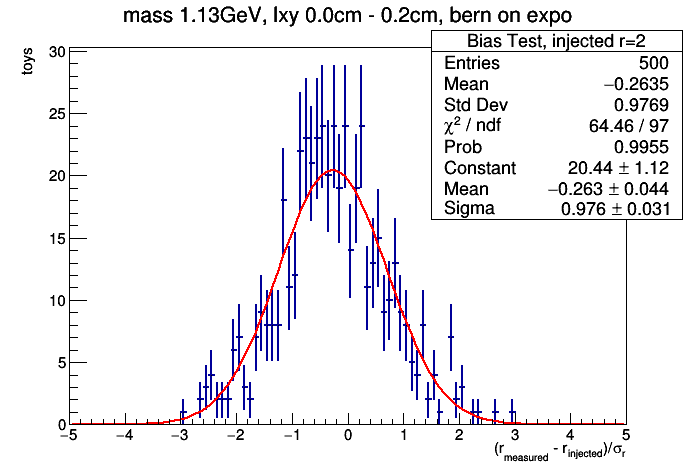 mass 1.13GeV, lxy 0.0cm - 0.2cm, bern on expo
toys
Bias Test, injected r=2
Entries 500
Mean −0.2635
Std Dev 0.9769
χ² / ndf 64.46 / 97
Prob 0.9955
Constant 20.44 ± 1.12
Mean −0.263 ± 0.044
Sigma 0.976 ± 0.031
30
25
20
15
10
5
0
−5 −4 −3 −2 −1 0 1 2 3 4 5
(r_measured - r_injected)/σ_r